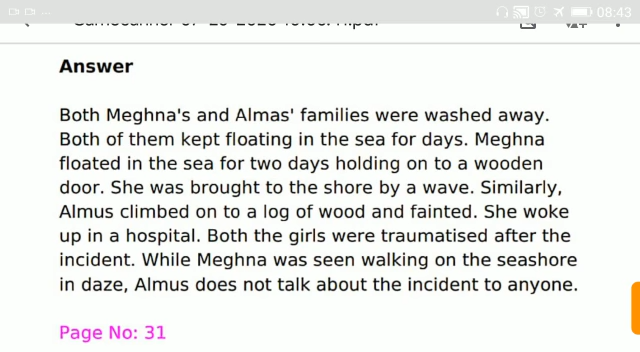 08:43
Answer
Both Meghna's and Almas' families were washed away.
Both of them kept floating in the sea for days. Meghna
floated in the sea for two days holding on to a wooden
door. She was brought to the shore by a wave. Similarly,
Almus climbed on to a log of wood and fainted. She woke
up in a hospital. Both the girls were traumatised after the
incident. While Meghna was seen walking on the seashore
in daze, Almus does not talk about the incident to anyone.
Page No: 31